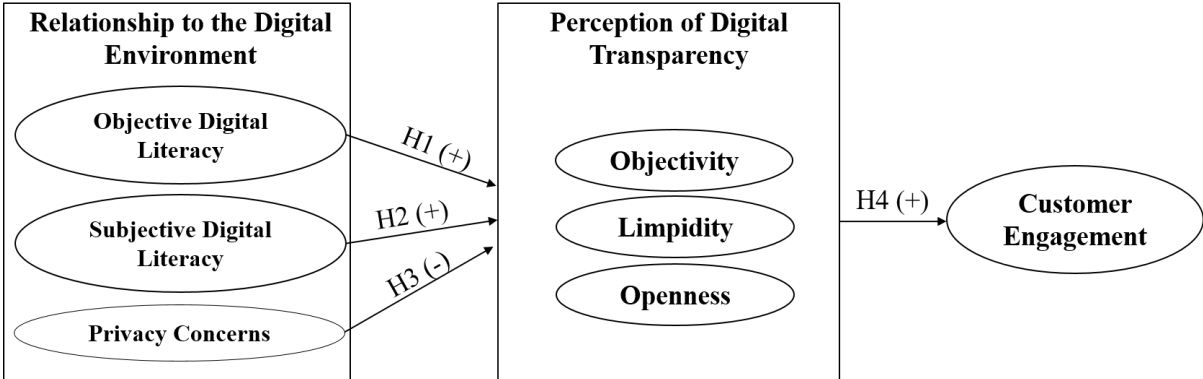 Relationship to the Digital
Environment
Objective Digital
Literacy
Subjective Digital
Literacy
Privacy Concerns
H1 (+)
H2 (+)
H3 (-)
Perception of Digital
Transparency
Objectivity
Limpidity
Openness
H4 (+)
Customer
Engagement